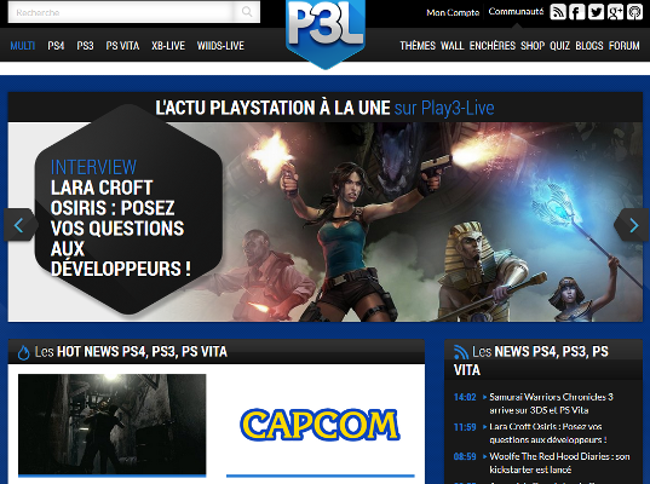 Recherche
P3L
Mon Compte
Communauté
MULTI PS4 PS3 PS VITA XB-LIVE WIIDS-LIVE
THÈMES WALL ENCHÈRES SHOP QUIZ BLOGS FORUM
L'ACTU PLAYSTATION À LA UNE sur Play3-Live
INTERVIEW
LARA CROFT
OSIRIS : POSEZ
VOS QUESTIONS
AUX
DÉVELOPPEURS !
Les HOT NEWS PS4, PS3, PS VITA
CAPCOM
Les NEWS PS4, PS3, PS
VITA
14:02 Samurai Warriors Chronicles 3
arrive sur 3DS et PS Vita
11:59 Lara Croft Osiris : Posez vos
questions aux développeurs !
08:59 Woolfe The Red Hood Diaries : son
kickstarter est lancé